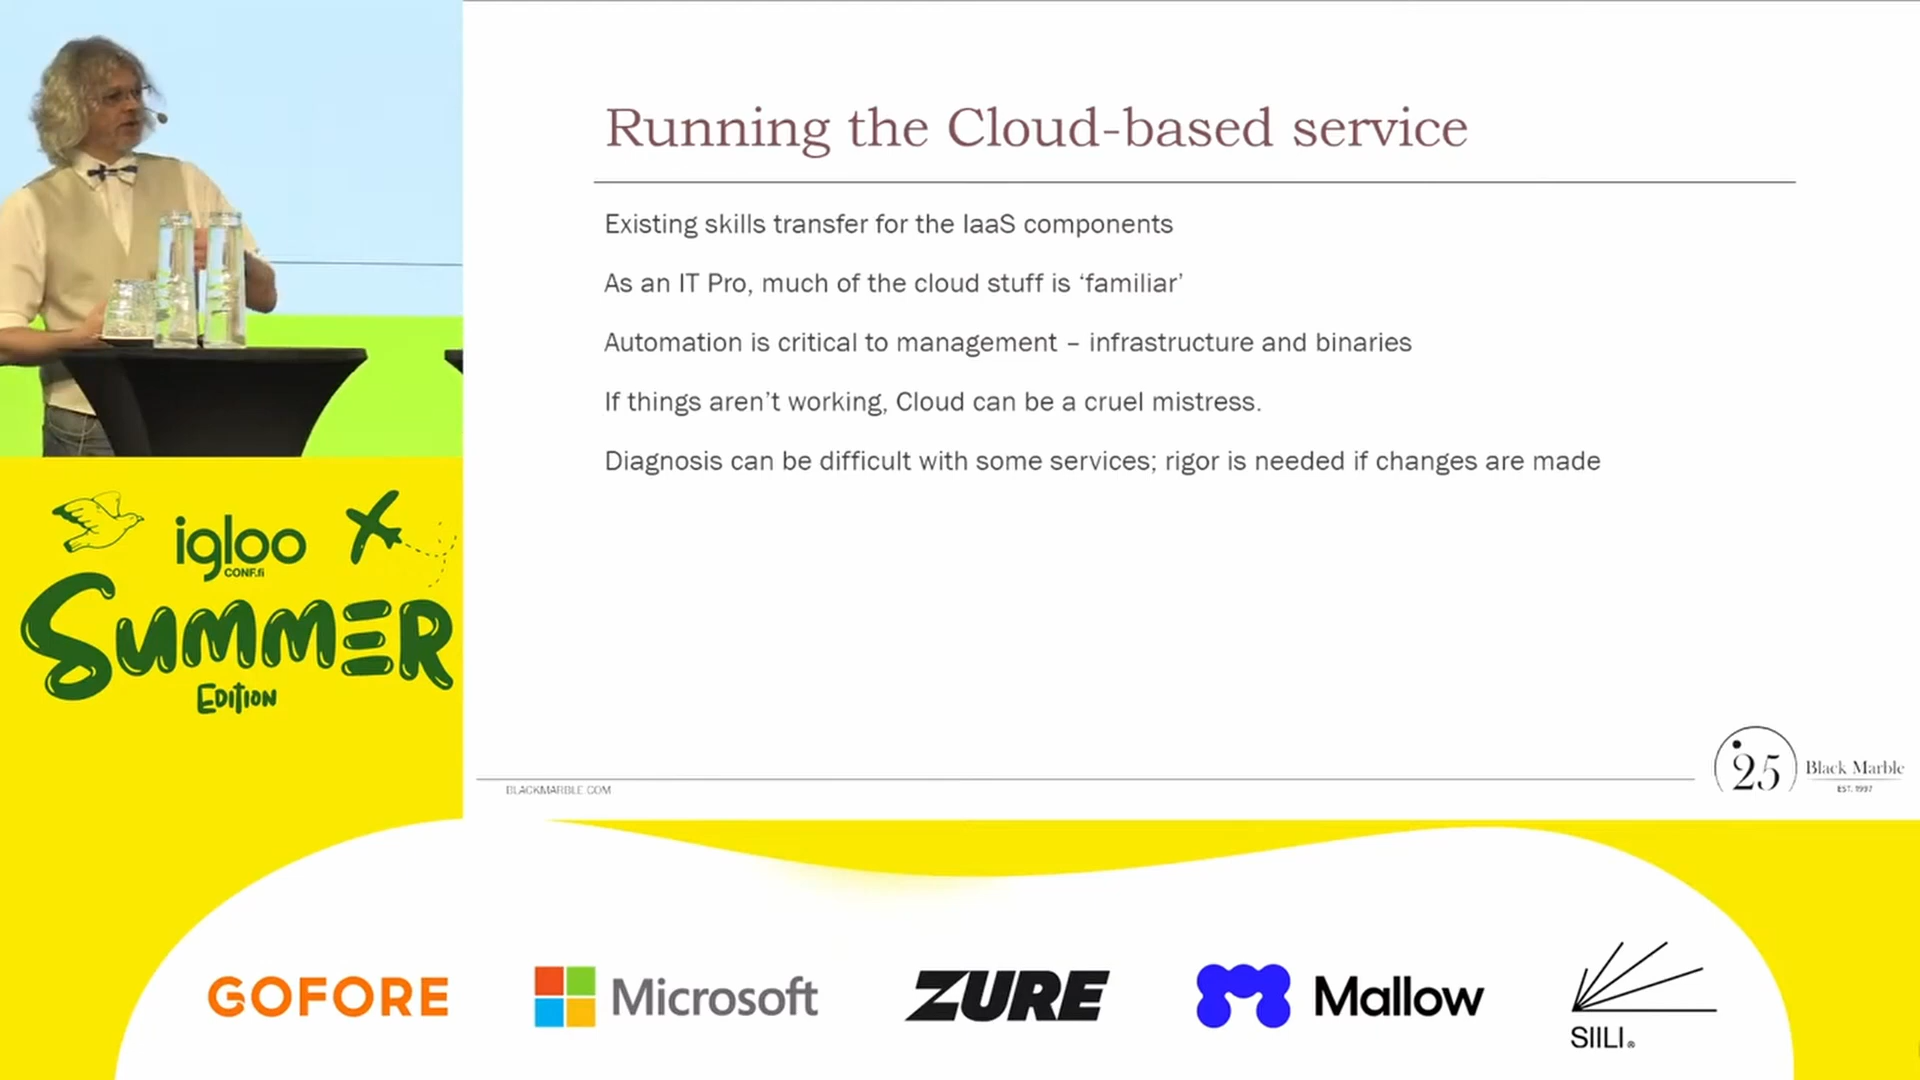 Running the Cloud-based service
Existing skills transfer for the IaaS components
As an IT Pro, much of the cloud stuff is ‘familiar’
Automation is critical to management – infrastructure and binaries
If things aren’t working, Cloud can be a cruel mistress.
Diagnosis can be difficult with some services; rigor is needed if changes are made
BLACKMARBLE.COM
25
Black Marble
EST. 1997
igloo
CONF.fi
SUMMER
EDITION
GOFORE
Microsoft
ZURE
Mallow
SIILI®